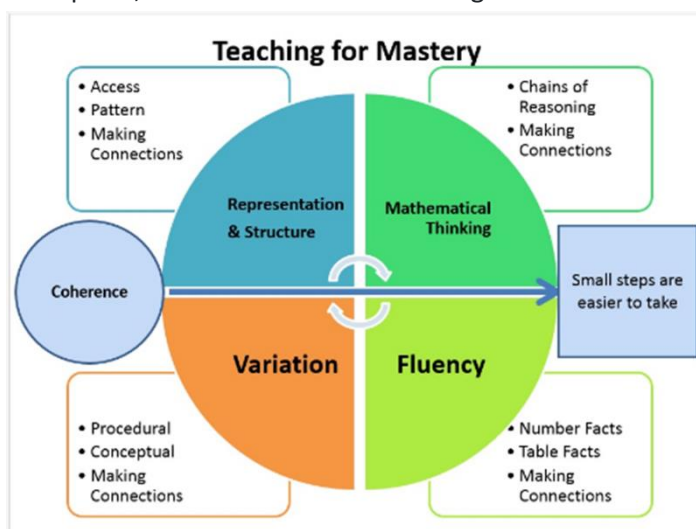 Teaching for Mastery
• Access
• Pattern
• Making
Connections
• Chains of
Reasoning
• Making
Connections
Representation
& Structure
Mathematical
Thinking
Coherence
Small steps are
easier to take
Variation
Fluency
• Procedural
• Conceptual
• Making
Connections
• Number Facts
• Table Facts
• Making
Connections